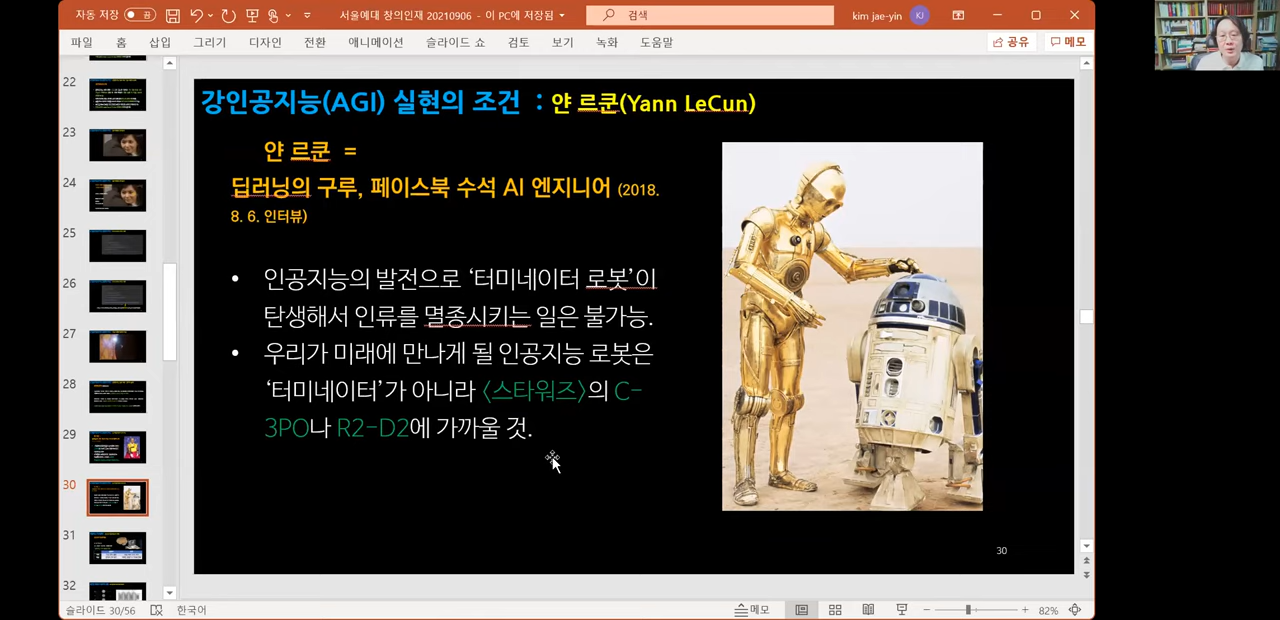 자동 저장 끔
서울예대 창의인재 20210906 - 이 PC에 저장됨
검색
kim jae-yin KJ
파일 홈 삽입 그리기 디자인 전환 애니메이션 슬라이드 쇼 검토 보기 녹화 도움말 공유 메모
22
23
24
25
26
27
28
29
30
31
32
강인공지능(AGI) 실현의 조건 : 얀 르쿤(Yann LeCun)
얀 르쿤 =
딥러닝의 구루, 페이스북 수석 AI 엔지니어 (2018.
8. 6. 인터뷰)
• 인공지능의 발전으로 ‘터미네이터 로봇’이
탄생해서 인류를 멸종시키는 일은 불가능.
• 우리가 미래에 만나게 될 인공지능 로봇은
‘터미네이터’가 아니라 〈스타워즈〉의 C-
3PO나 R2-D2에 가까울 것.
30
슬라이드 30/56 한국어 메모 82%